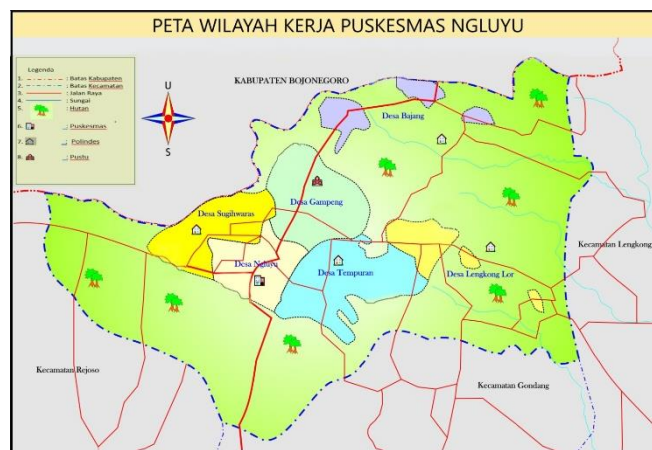 PETA WILAYAH KERJA PUSKESMAS NGLUYU
Legenda
1. : Batas Kabupaten
2. : Batas Kecamatan
3. : Jalan Raya
4. : Sungai
5. : Hutan
6. : Puskesmas
7. : Polindes
8. : Pustu
U
S
KABUPATEN BOJONEGORO
Desa Bajang
Desa Gampeng
Desa Sugihwaras
Desa Ngluyu
Desa Tempuran
Desa Lengkong Lor
Kecamatan Lengkong
Kecamatan Rejoso
Kecamatan Gondang